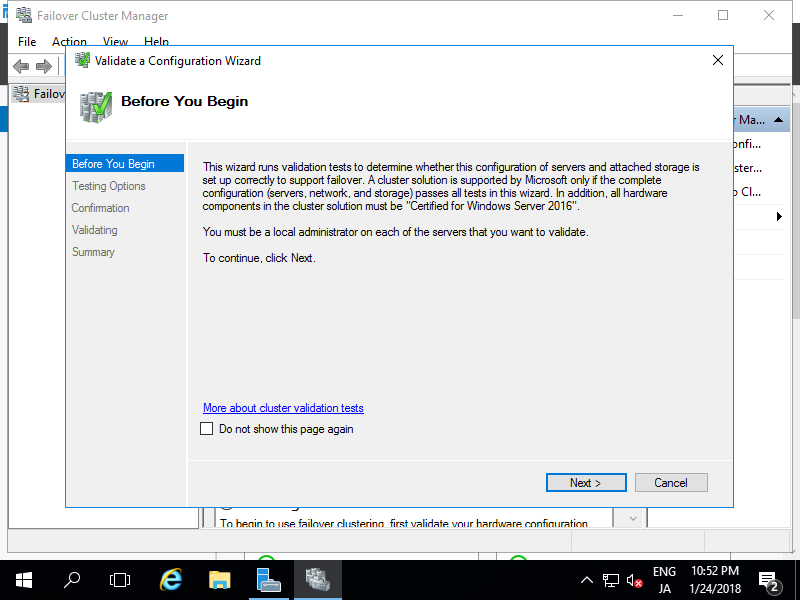 Failover Cluster Manager
File Action View Help
Validate a Configuration Wizard
Failov
Before You Begin
Before You Begin
Testing Options
Confirmation
Validating
Summary
This wizard runs validation tests to determine whether this configuration of servers and attached storage is
set up correctly to support failover. A cluster solution is supported by Microsoft only if the complete
configuration (servers, network, and storage) passes all tests in this wizard. In addition, all hardware
components in the cluster solution must be "Certified for Windows Server 2016".
You must be a local administrator on each of the servers that you want to validate.
To continue, click Next.
More about cluster validation tests
Do not show this page again
Next >
Cancel
r Ma...
onfi...
ster...
o Cl...
To begin to use failover clustering, first validate your hardware configuration
ENG
JA
10:52 PM
1/24/2018
2